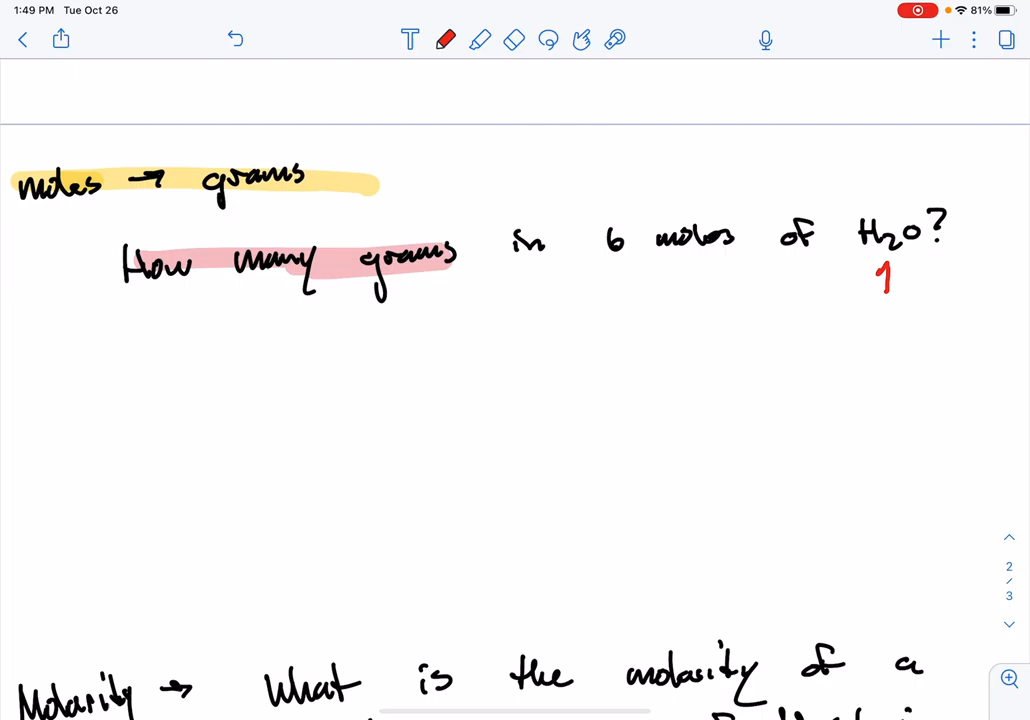 1:49 PM Tue Oct 26
81%
T
moles → grams
How many grams in 6 moles of H2O?
1
2
/
3
Molarity → What is the molarity of a